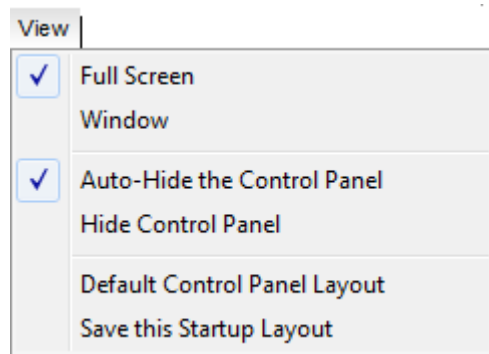 View
Full Screen
Window
Auto-Hide the Control Panel
Hide Control Panel
Default Control Panel Layout
Save this Startup Layout